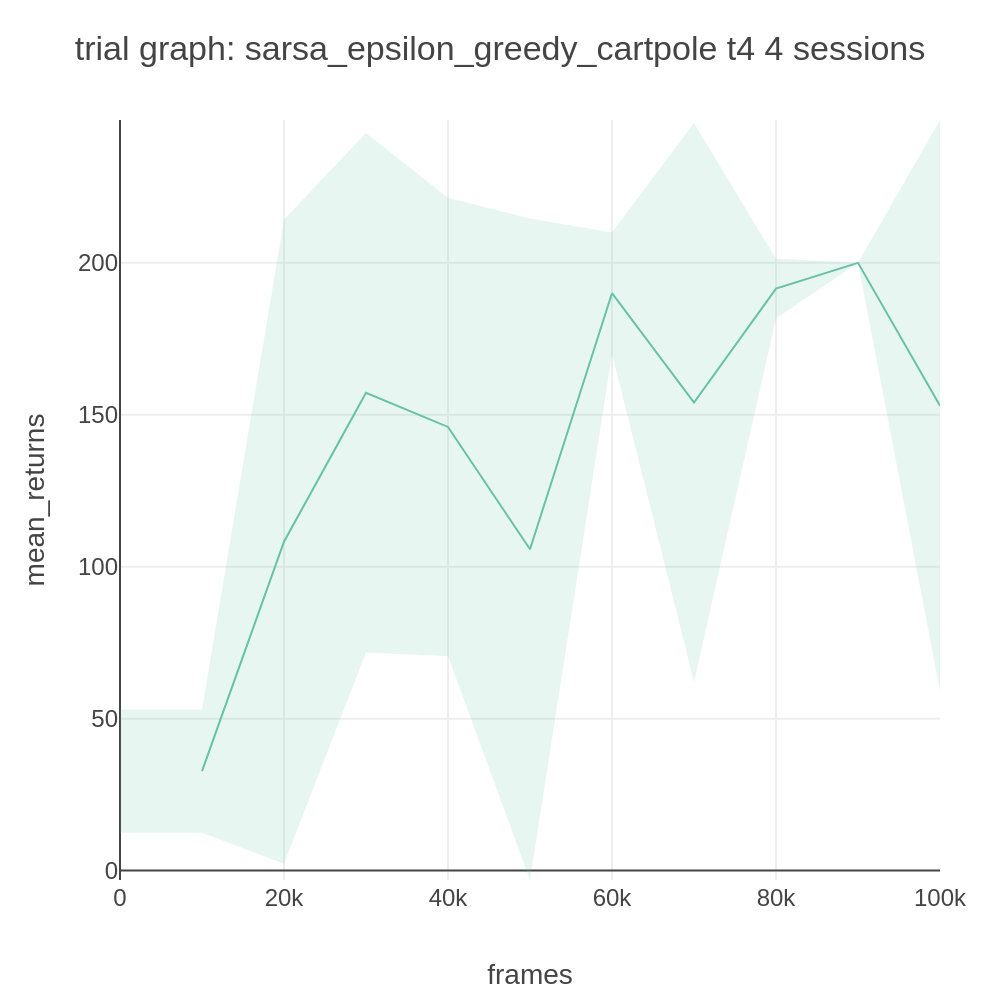 trial graph: sarsa_epsilon_greedy_cartpole t4 4 sessions
mean_returns
200
150
100
50
0
0 20k 40k 60k 80k 100k
frames